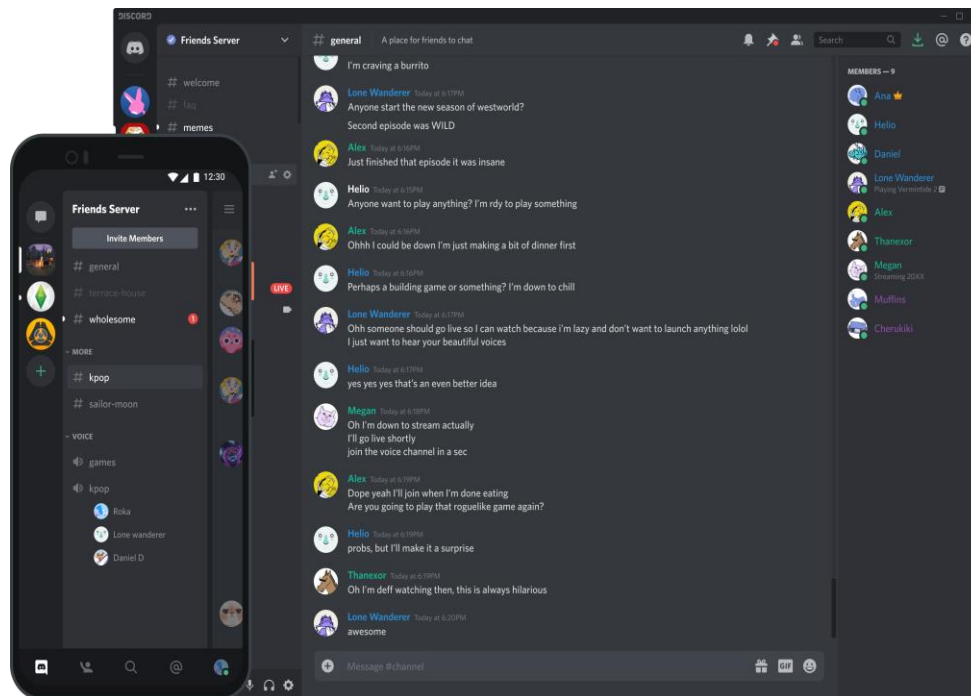 DISCORD
Friends Server
# welcome
# faq
# memes
LIVE
# general
A place for friends to chat
Search
I'm craving a burrito
Lone Wanderer Today at 6:17PM
Anyone start the new season of westworld?
Second episode was WILD
Alex Today at 6:16PM
Just finished that episode it was insane
Helio Today at 6:15PM
Anyone want to play anything? I'm rdy to play something
Alex Today at 6:16PM
Ohhh I could be down I'm just making a bit of dinner first
Helio Today at 6:16PM
Perhaps a building game or something? I'm down to chill
Lone Wanderer Today at 6:17PM
Ohh someone should go live so I can watch because i'm lazy and don't want to launch anything lolol
I just want to hear your beautiful voices
Helio Today at 6:17PM
yes yes yes that's an even better idea
Megan Today at 6:18PM
Oh I'm down to stream actually
I'll go live shortly
join the voice channel in a sec
Alex Today at 6:19PM
Dope yeah I'll join when I'm done eating
Are you going to play that roguelike game again?
Helio Today at 6:19PM
probs, but I'll make it a surprise
Thanexor Today at 6:19PM
Oh I'm deff watching then, this is always hilarious
Lone Wanderer Today at 6:20PM
awesome
Message #channel
GIF
MEMBERS — 9
Ana
Helio
Daniel
Lone Wanderer
Playing Vermintide 2
Alex
Thanexor
Megan
Streaming 20XX
Muffins
Cherukiki
12:30
Friends Server
Invite Members
# general
# terrace-house
# wholesome 1
MORE
# kpop
# sailor-moon
VOICE
games
kpop
Roka
Lone wanderer
Daniel D